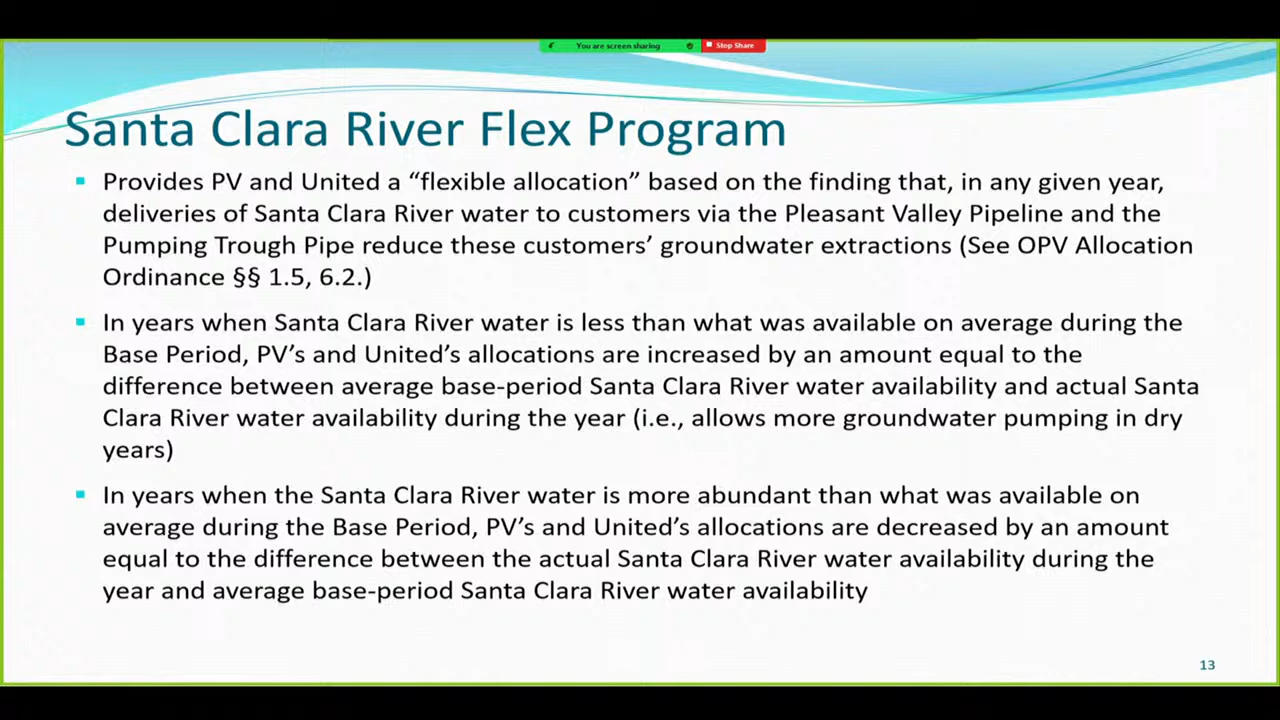 You are screen sharing
Stop Share
Santa Clara River Flex Program
Provides PV and United a “flexible allocation” based on the finding that, in any given year,
deliveries of Santa Clara River water to customers via the Pleasant Valley Pipeline and the
Pumping Trough Pipe reduce these customers’ groundwater extractions (See OPV Allocation
Ordinance §§ 1.5, 6.2.)
In years when Santa Clara River water is less than what was available on average during the
Base Period, PV’s and United’s allocations are increased by an amount equal to the
difference between average base-period Santa Clara River water availability and actual Santa
Clara River water availability during the year (i.e., allows more groundwater pumping in dry
years)
In years when the Santa Clara River water is more abundant than what was available on
average during the Base Period, PV’s and United’s allocations are decreased by an amount
equal to the difference between the actual Santa Clara River water availability during the
year and average base-period Santa Clara River water availability
13